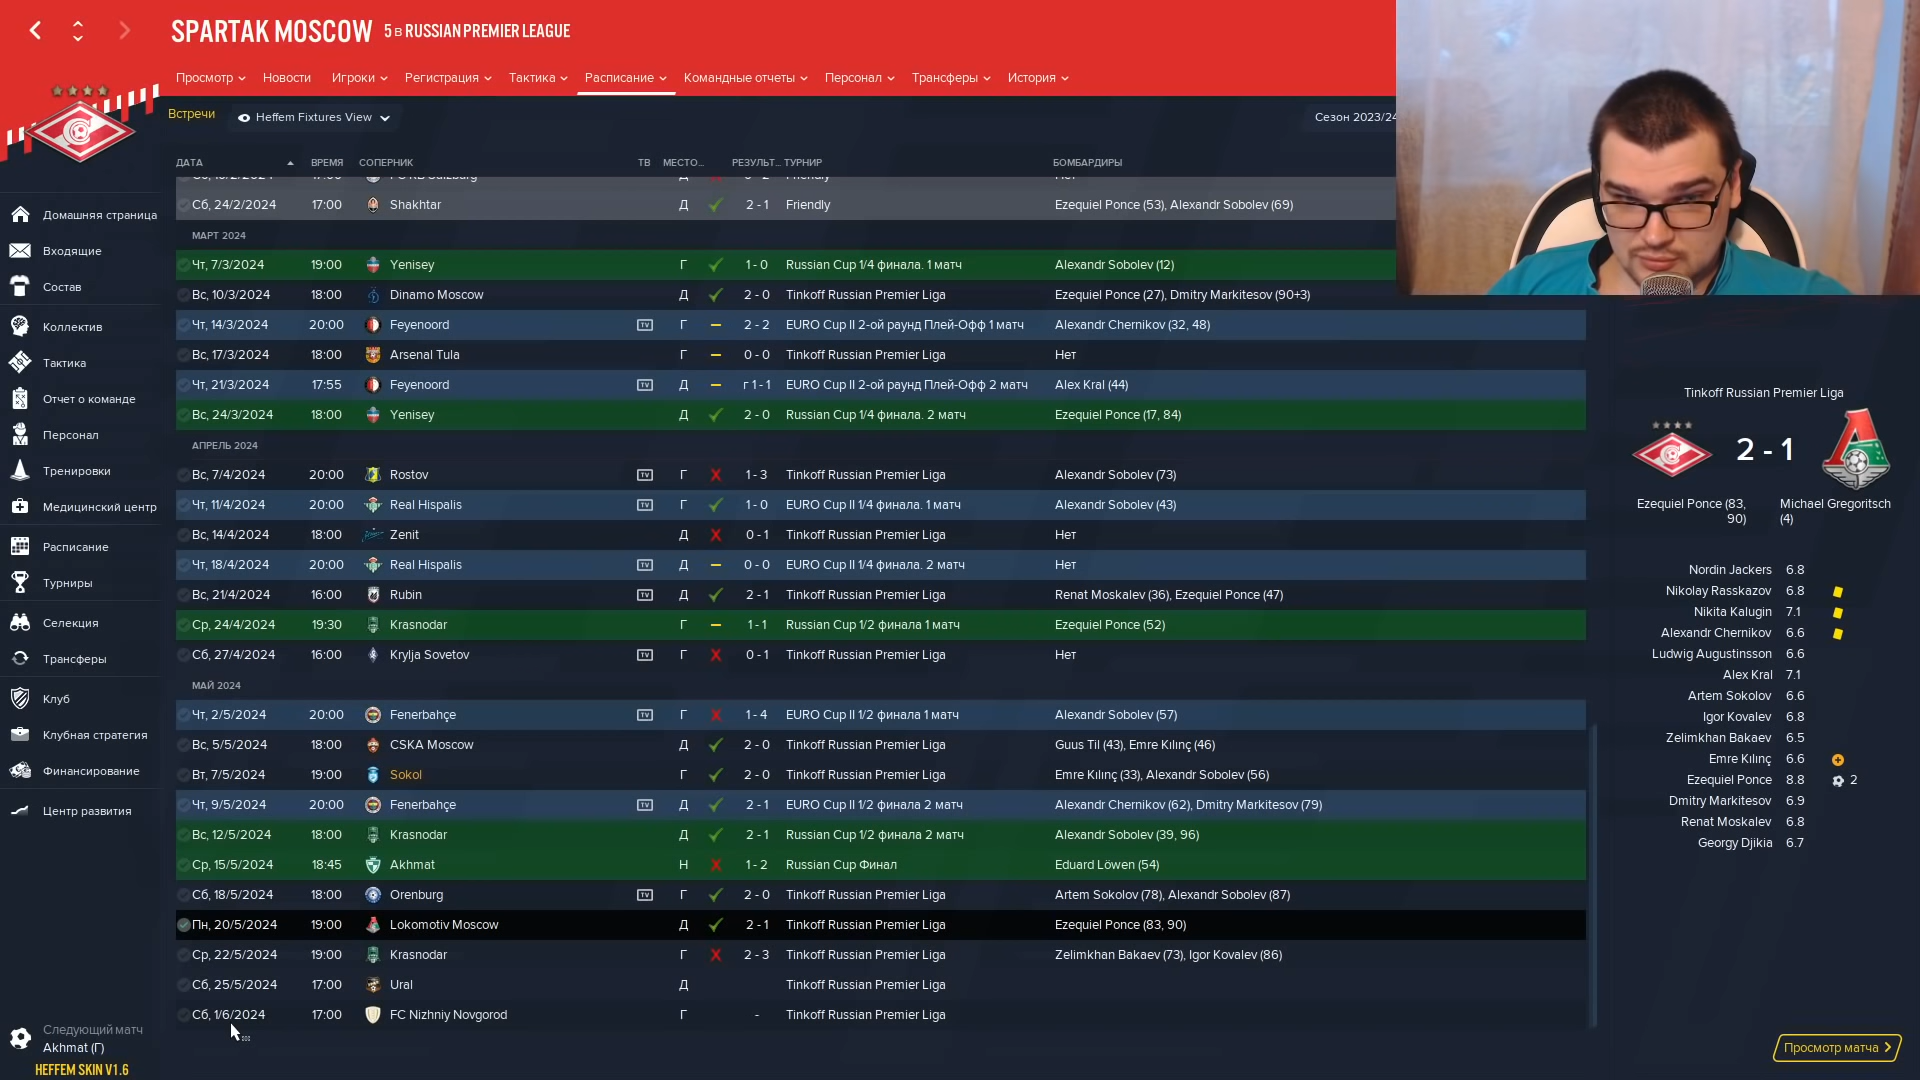 SPARTAK MOSCOW 5 в RUSSIAN PREMIER LEAGUE
Просмотр Новости Игроки Регистрация Тактика Расписание Командные отчеты Персонал Трансферы История
Встречи Heffem Fixtures View Сезон 2023/24
ДАТА ВРЕМЯ СОПЕРНИК ТВ МЕСТО... РЕЗУЛЬТ... ТУРНИР БОМБАРДИРЫ
Сб, 24/2/2024 17:00 Shakhtar Д 2 - 1 Friendly Ezequiel Ponce (53), Alexandr Sobolev (69)
МАРТ 2024
Чт, 7/3/2024 19:00 Yenisey Г 1 - 0 Russian Cup 1/4 финала. 1 матч Alexandr Sobolev (12)
Вс, 10/3/2024 18:00 Dinamo Moscow Д 2 - 0 Tinkoff Russian Premier Liga Ezequiel Ponce (27), Dmitry Markitesov (90+3)
Чт, 14/3/2024 20:00 Feyenoord TV Г 2 - 2 EURO Cup II 2-ой раунд Плей-Офф 1 матч Alexandr Chernikov (32, 48)
Вс, 17/3/2024 18:00 Arsenal Tula Г 0 - 0 Tinkoff Russian Premier Liga Нет
Чт, 21/3/2024 17:55 Feyenoord TV Д г 1 - 1 EURO Cup II 2-ой раунд Плей-Офф 2 матч Alex Kral (44)
Вс, 24/3/2024 18:00 Yenisey Д 2 - 0 Russian Cup 1/4 финала. 2 матч Ezequiel Ponce (17, 84)
АПРЕЛЬ 2024
Вс, 7/4/2024 20:00 Rostov TV Г 1 - 3 Tinkoff Russian Premier Liga Alexandr Sobolev (73)
Чт, 11/4/2024 20:00 Real Hispalis TV Г 1 - 0 EURO Cup II 1/4 финала. 1 матч Alexandr Sobolev (43)
Вс, 14/4/2024 18:00 Zenit Д 0 - 1 Tinkoff Russian Premier Liga Нет
Чт, 18/4/2024 20:00 Real Hispalis TV Д 0 - 0 EURO Cup II 1/4 финала. 2 матч Нет
Вс, 21/4/2024 16:00 Rubin TV Д 2 - 1 Tinkoff Russian Premier Liga Renat Moskalev (36), Ezequiel Ponce (47)
Ср, 24/4/2024 19:30 Krasnodar Г 1 - 1 Russian Cup 1/2 финала 1 матч Ezequiel Ponce (52)
Сб, 27/4/2024 16:00 Krylja Sovetov TV Г 0 - 1 Tinkoff Russian Premier Liga Нет
МАЙ 2024
Чт, 2/5/2024 20:00 Fenerbahçe TV Г 1 - 4 EURO Cup II 1/2 финала 1 матч Alexandr Sobolev (57)
Вс, 5/5/2024 18:00 CSKA Moscow Д 2 - 0 Tinkoff Russian Premier Liga Guus Til (43), Emre Kılınç (46)
Вт, 7/5/2024 19:00 Sokol Г 2 - 0 Tinkoff Russian Premier Liga Emre Kılınç (33), Alexandr Sobolev (56)
Чт, 9/5/2024 20:00 Fenerbahçe TV Д 2 - 1 EURO Cup II 1/2 финала 2 матч Alexandr Chernikov (62), Dmitry Markitesov (79)
Вс, 12/5/2024 18:00 Krasnodar Д 2 - 1 Russian Cup 1/2 финала 2 матч Alexandr Sobolev (39, 96)
Ср, 15/5/2024 18:45 Akhmat Н 1 - 2 Russian Cup Финал Eduard Löwen (54)
Сб, 18/5/2024 18:00 Orenburg TV Г 2 - 0 Tinkoff Russian Premier Liga Artem Sokolov (78), Alexandr Sobolev (87)
Пн, 20/5/2024 19:00 Lokomotiv Moscow Д 2 - 1 Tinkoff Russian Premier Liga Ezequiel Ponce (83, 90)
Ср, 22/5/2024 19:00 Krasnodar Г 2 - 3 Tinkoff Russian Premier Liga Zelimkhan Bakaev (73), Igor Kovalev (86)
Сб, 25/5/2024 17:00 Ural Д Tinkoff Russian Premier Liga
Сб, 1/6/2024 17:00 FC Nizhniy Novgorod Г - Tinkoff Russian Premier Liga
Домашняя страница
Входящие
Состав
Коллектив
Тактика
Отчет о команде
Персонал
Тренировки
Медицинский центр
Расписание
Турниры
Селекция
Трансферы
Клуб
Клубная стратегия
Финансирование
Центр развития
Следующий матч
Akhmat (Г)
HEFFEM SKIN V1.6
Tinkoff Russian Premier Liga
2 - 1
Ezequiel Ponce (83, 90)
Michael Gregoritsch (4)
Nordin Jackers 6.8
Nikolay Rasskazov 6.8
Nikita Kalugin 7.1
Alexandr Chernikov 6.6
Ludwig Augustinsson 6.6
Alex Kral 7.1
Artem Sokolov 6.6
Igor Kovalev 6.8
Zelimkhan Bakaev 6.5
Emre Kılınç 6.6
Ezequiel Ponce 8.8 2
Dmitry Markitesov 6.9
Renat Moskalev 6.8
Georgy Djikia 6.7
Просмотр матча